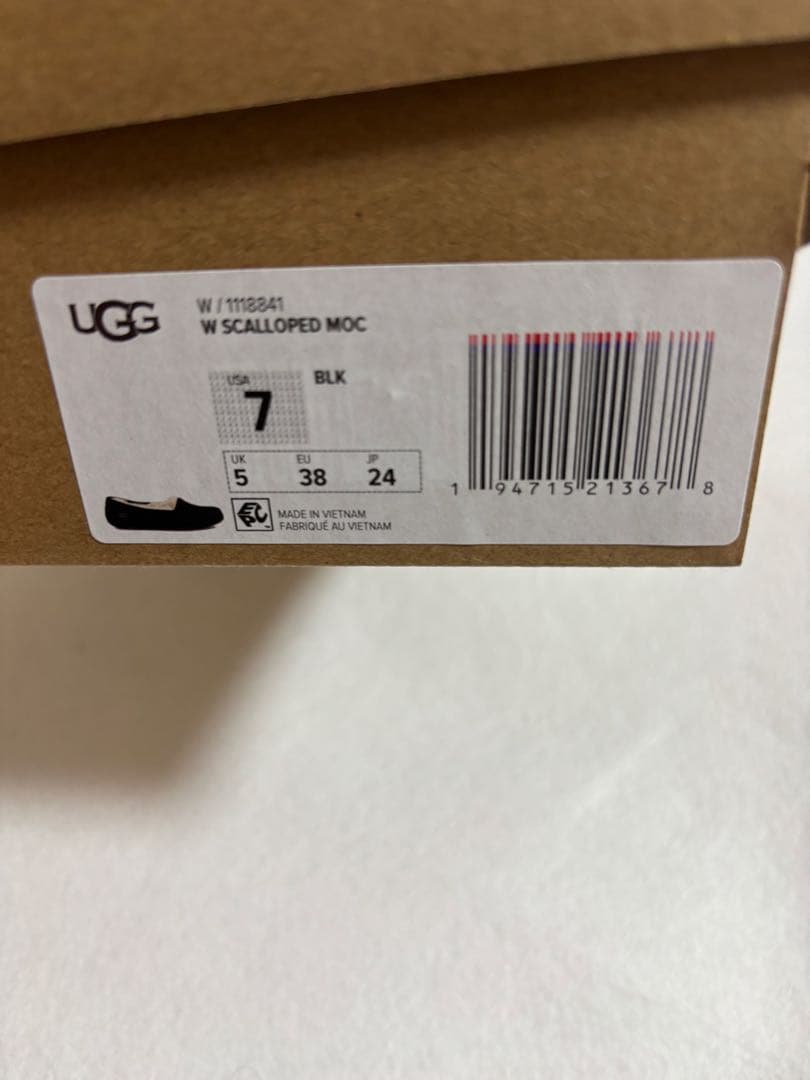 UGG
W / 1118841
W SCALLOPED MOC
USA
7
BLK
UK EU JP
5 38 24
EPC
MADE IN VIETNAM
FABRIQUÉ AU VIETNAM
1 94715 21367 8